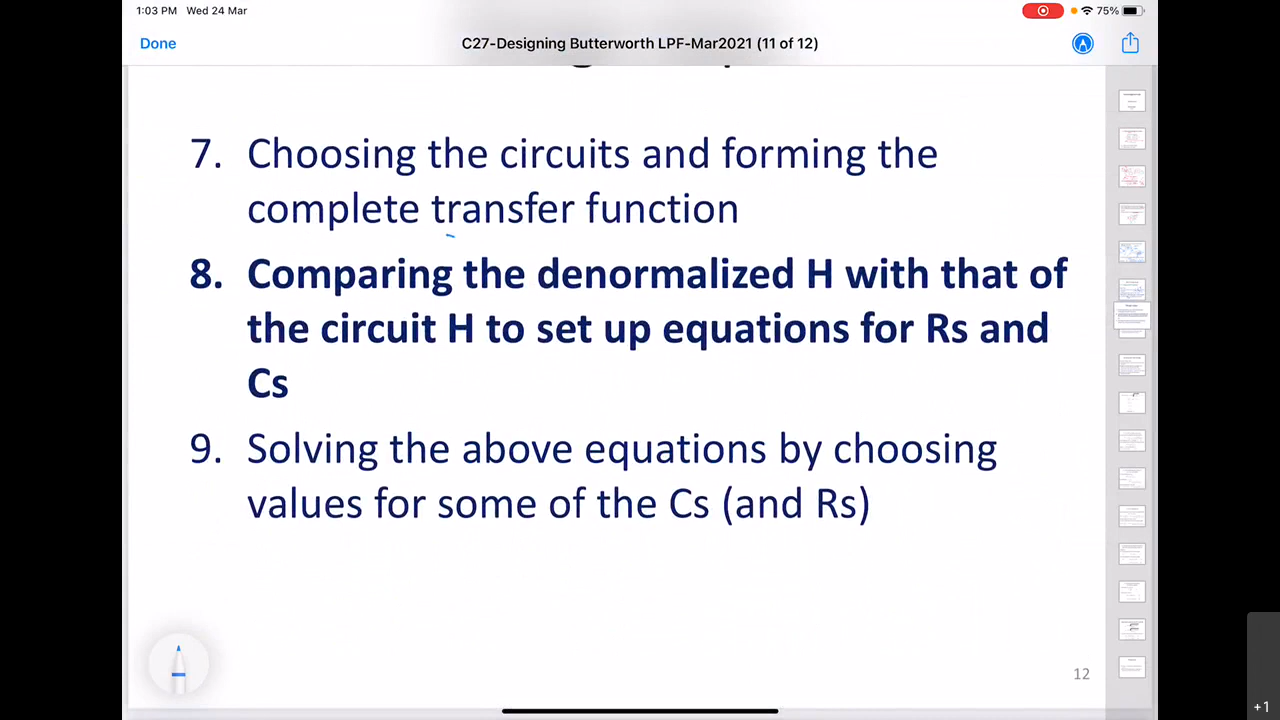 1:03 PM Wed 24 Mar
75%
Done
C27-Designing Butterworth LPF-Mar2021 (11 of 12)
7. Choosing the circuits and forming the
complete transfer function
8. Comparing the denormalized H with that of
the circuit H to set up equations for Rs and
Cs
9. Solving the above equations by choosing
values for some of the Cs (and Rs)
12
+1